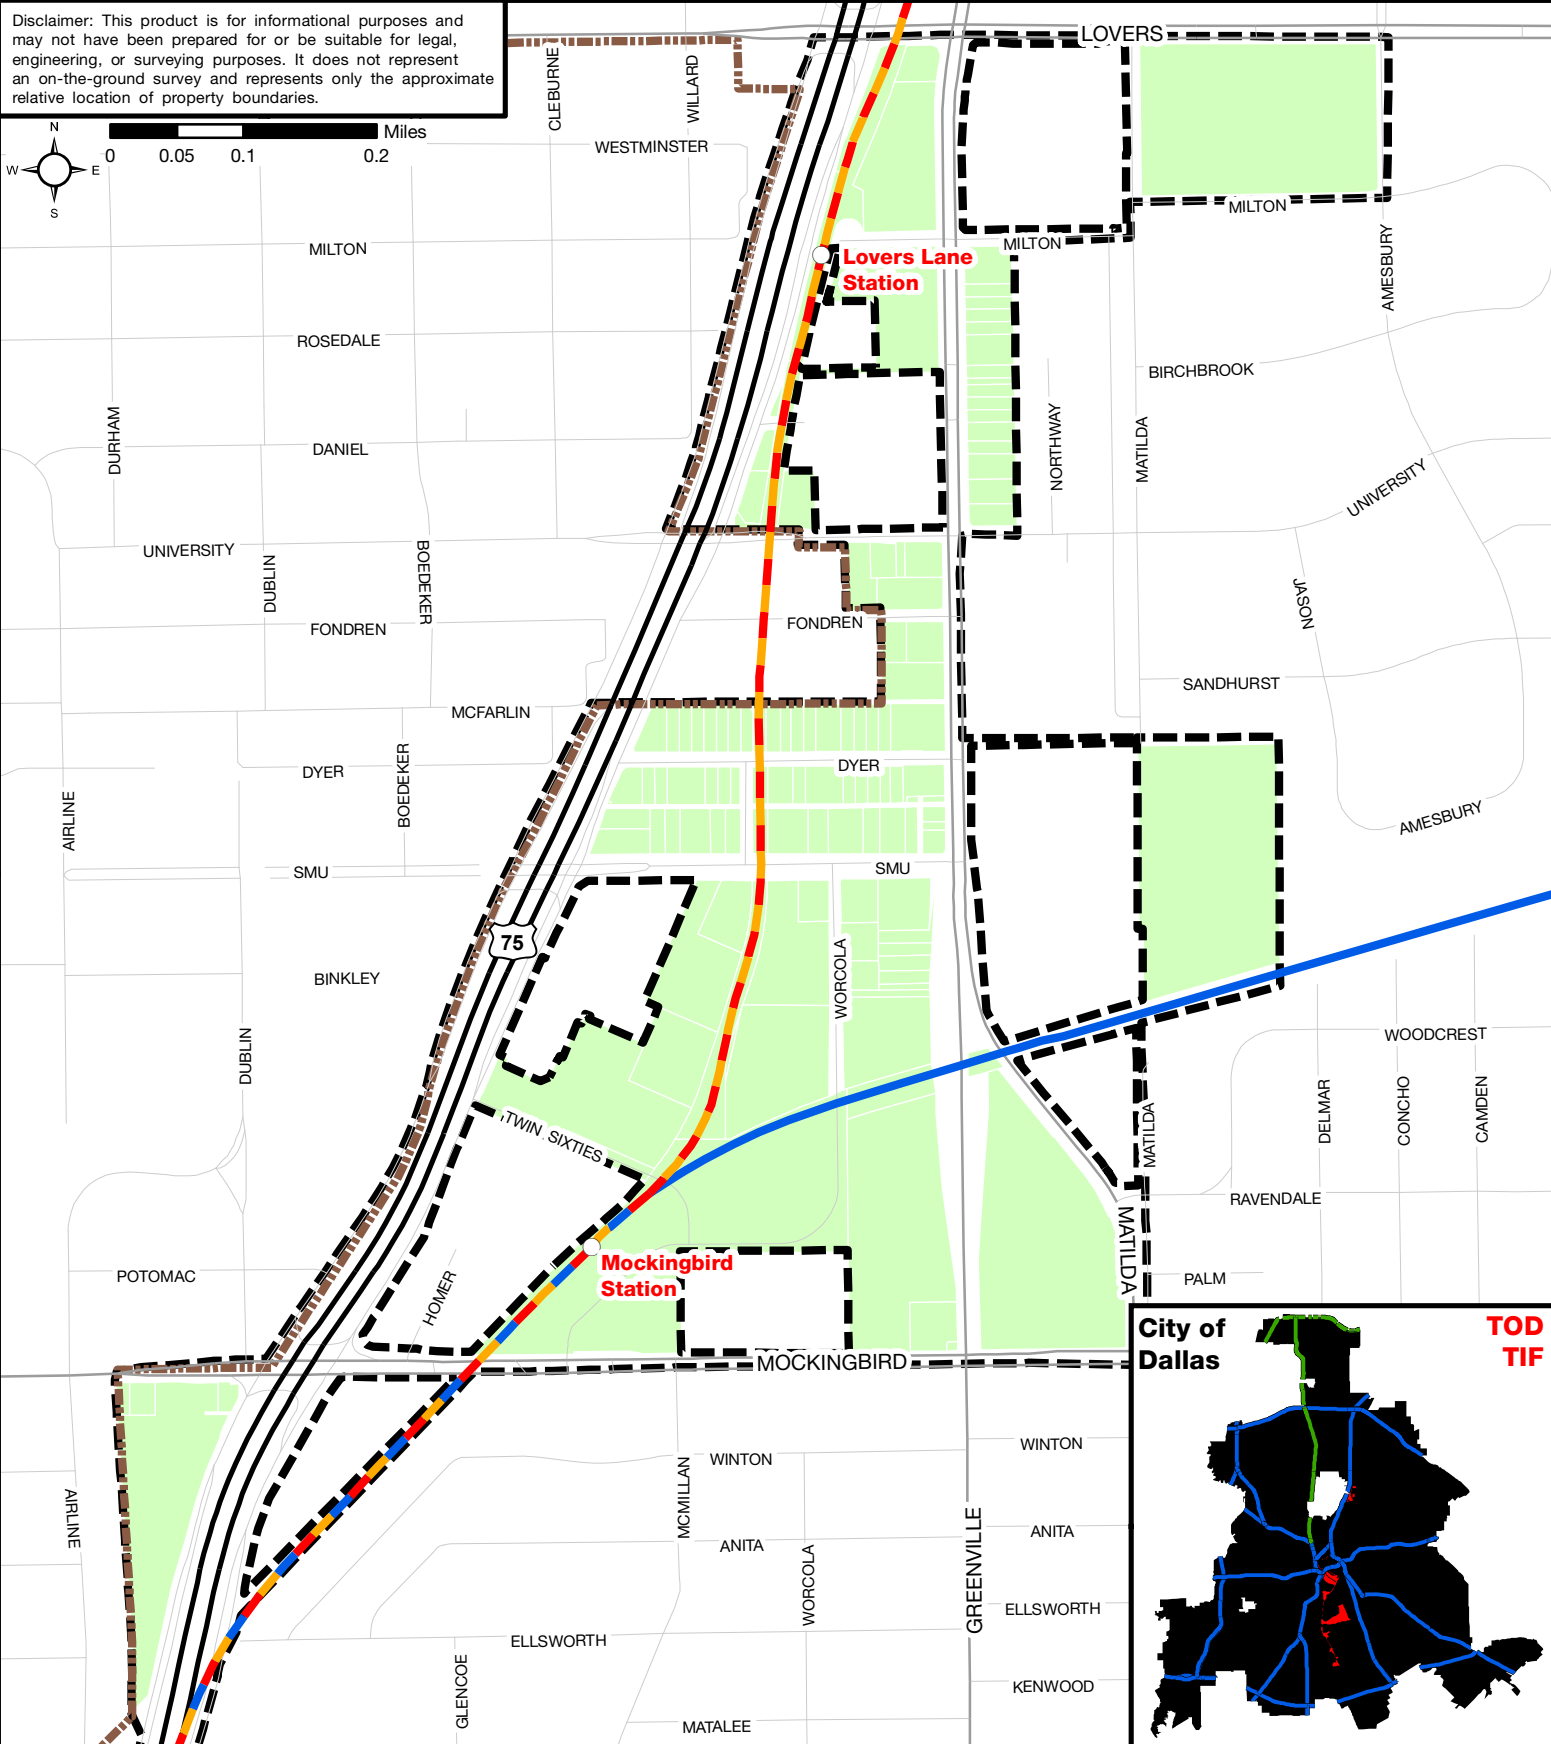 Disclaimer: This product is for informational purposes and
may not have been prepared for or be suitable for legal,
engineering, or surveying purposes. It does not represent
an on-the-ground survey and represents only the approximate
relative location of property boundaries.
LOVERS
CLEBURNE
WILLARD
Miles
0 0.05 0.1 0.2
N
W E
S
WESTMINSTER
MILTON
MILTON
MILTON
AMESBURY
Lovers Lane
Station
ROSEDALE
BIRCHBROOK
DURHAM
DANIEL
NORTHWAY
MATILDA
UNIVERSITY
UNIVERSITY
DUBLIN
BOEDEKER
JASON
FONDREN
FONDREN
SANDHURST
MCFARLIN
DYER
DYER
BOEDEKER
AIRLINE
AMESBURY
SMU
SMU
75
BINKLEY
WORCOLA
DUBLIN
WOODCREST
DELMAR
CONCHO
CAMDEN
TWIN SIXTIES
MATILDA
RAVENDALE
MATILDA
POTOMAC
HOMER
Mockingbird
Station
PALM
MOCKINGBIRD
City of
Dallas
TOD
TIF
WINTON
WINTON
AIRLINE
MCMILLAN
ANITA
ANITA
WORCOLA
GREENVILLE
ELLSWORTH
ELLSWORTH
GLENCOE
KENWOOD
MATALEE